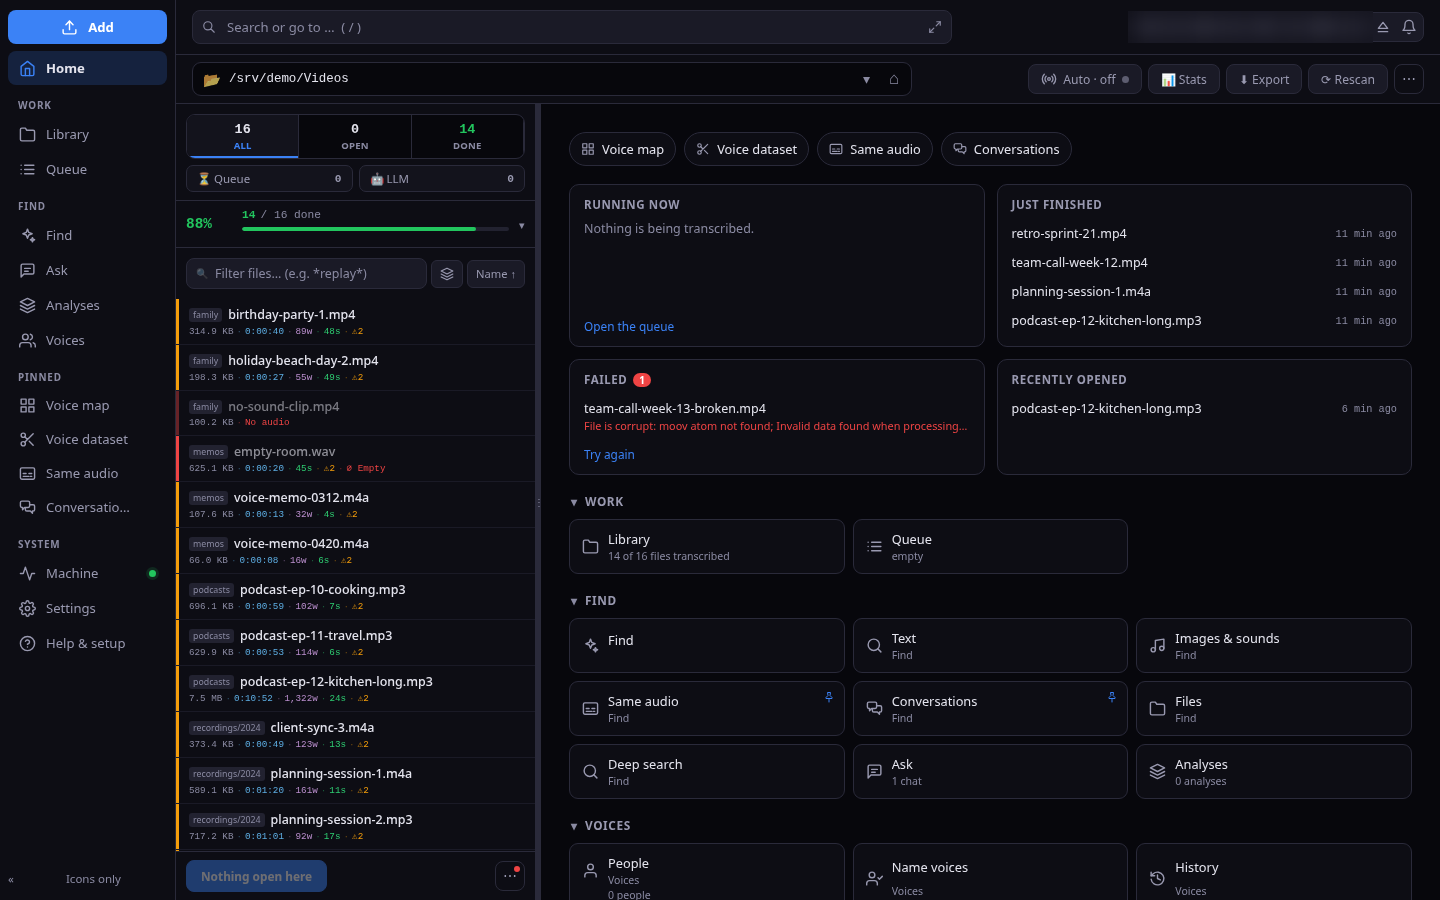 Add
Search or go to … ( / )
Home
/srv/demo/Videos
Auto · off
Stats
Export
Rescan
WORK
Library
Queue
FIND
Find
Ask
Analyses
Voices
PINNED
Voice map
Voice dataset
Same audio
Conversatio…
SYSTEM
Machine
Settings
Help & setup
« Icons only
16 ALL
0 OPEN
14 DONE
Queue 0
LLM 0
88%
14 / 16 done
Filter files… (e.g. *replay*)
Name ↑
family birthday-party-1.mp4
314.9 KB · 0:00:40 · 89w · 48s · ⚠2
family holiday-beach-day-2.mp4
198.3 KB · 0:00:27 · 55w · 49s · ⚠2
family no-sound-clip.mp4
100.2 KB · No audio
memos empty-room.wav
625.1 KB · 0:00:20 · 45s · ⚠2 · ∅ Empty
memos voice-memo-0312.m4a
107.6 KB · 0:00:13 · 32w · 4s · ⚠2
memos voice-memo-0420.m4a
66.0 KB · 0:00:08 · 16w · 6s · ⚠2
podcasts podcast-ep-10-cooking.mp3
696.1 KB · 0:00:59 · 102w · 7s · ⚠2
podcasts podcast-ep-11-travel.mp3
629.9 KB · 0:00:53 · 114w · 6s · ⚠2
podcasts podcast-ep-12-kitchen-long.mp3
7.5 MB · 0:10:52 · 1,322w · 24s · ⚠2
recordings/2024 client-sync-3.m4a
373.4 KB · 0:00:49 · 123w · 13s · ⚠2
recordings/2024 planning-session-1.m4a
589.1 KB · 0:01:20 · 161w · 11s · ⚠2
recordings/2024 planning-session-2.mp3
717.2 KB · 0:01:01 · 92w · 17s · ⚠2
Nothing open here
Voice map
Voice dataset
Same audio
Conversations
RUNNING NOW
Nothing is being transcribed.
Open the queue
JUST FINISHED
retro-sprint-21.mp4 11 min ago
team-call-week-12.mp4 11 min ago
planning-session-1.m4a 11 min ago
podcast-ep-12-kitchen-long.mp3 11 min ago
FAILED 1
team-call-week-13-broken.mp4
File is corrupt: moov atom not found; Invalid data found when processing…
Try again
RECENTLY OPENED
podcast-ep-12-kitchen-long.mp3 6 min ago
▼ WORK
Library
14 of 16 files transcribed
Queue
empty
▼ FIND
Find
Text
Find
Images & sounds
Find
Same audio
Find
Conversations
Find
Files
Find
Deep search
Find
Ask
1 chat
Analyses
0 analyses
▼ VOICES
People
Voices
0 people
Name voices
Voices
History
Voices